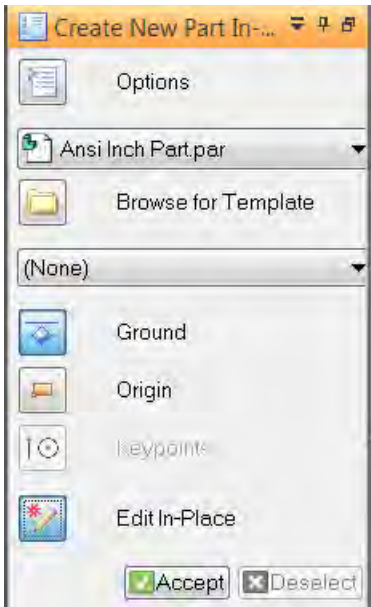 Create New Part In-...
Options
Ansi Inch Part.par
Browse for Template
(None)
Ground
Origin
Keypoints
Edit In-Place
Accept Deselect